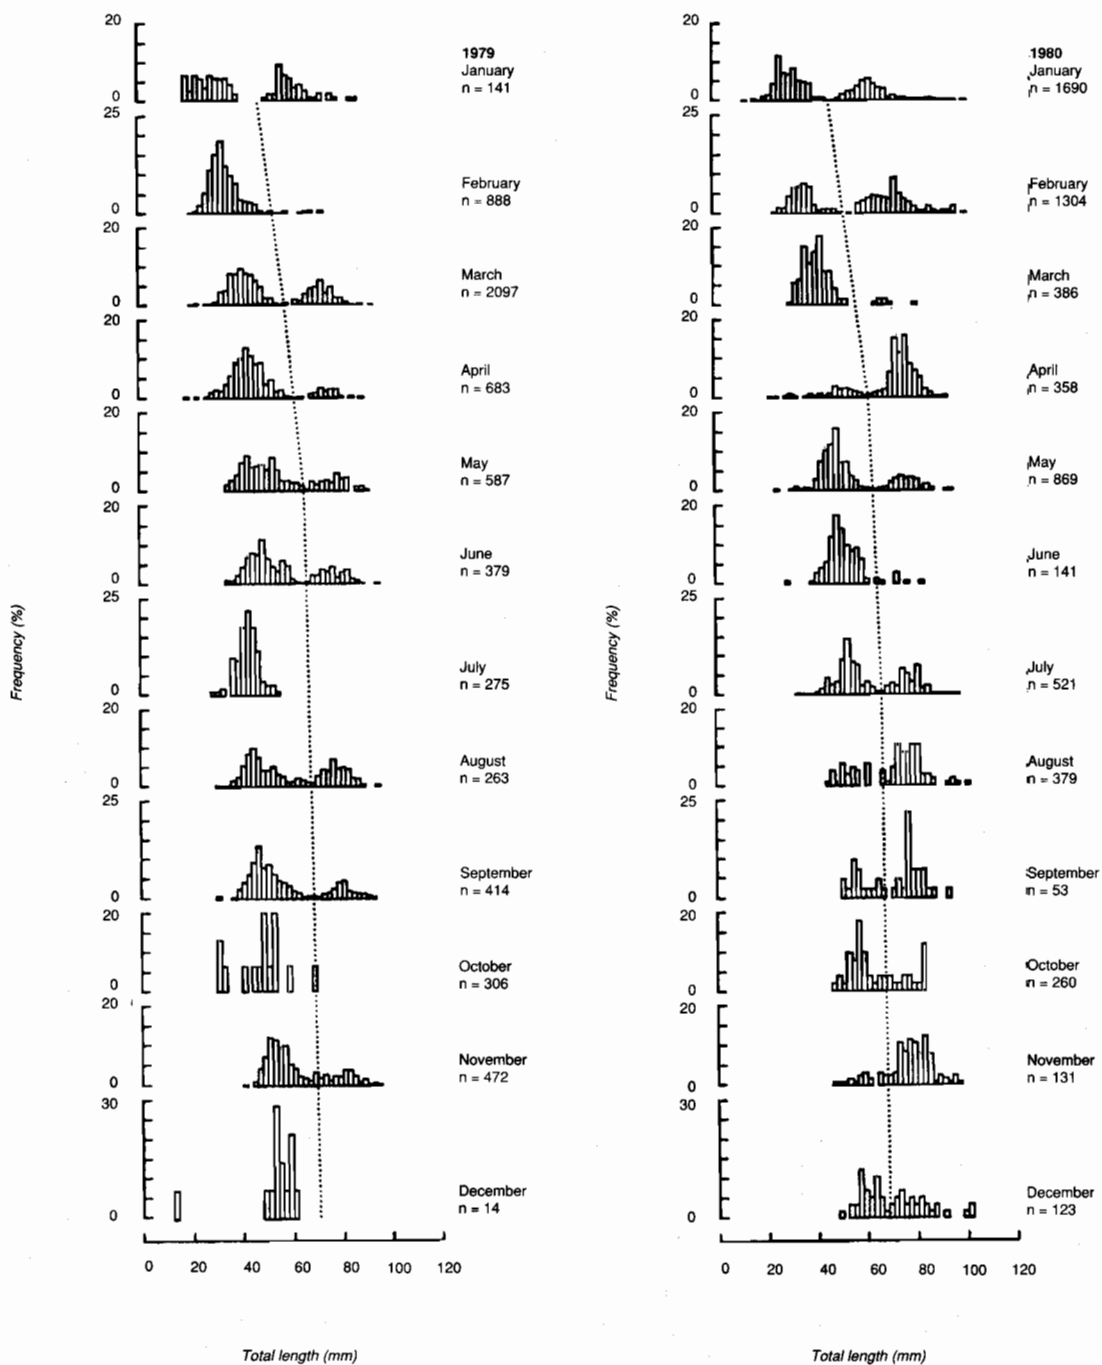 1979
20
0
January
n = 141
25
0
February
n = 888
20
0
March
n = 2097
20
0
April
n = 683
20
0
May
n = 587
20
0
June
n = 379
25
0
July
n = 275
20
0
August
n = 263
25
0
September
n = 414
20
0
October
n = 306
20
0
November
n = 472
30
0
December
n = 14
0 20 40 60 80 100 120
Frequency (%)
Total length (mm)
1980
20
0
January
n = 1690
25
0
February
n = 1304
20
0
March
n = 386
20
0
April
n = 358
20
0
May
n = 869
20
0
June
n = 141
25
0
July
n = 521
20
0
August
n = 379
25
0
September
n = 53
20
0
October
n = 260
20
0
November
n = 131
30
0
December
n = 123
0 20 40 60 80 100 120
Frequency (%)
Total length (mm)